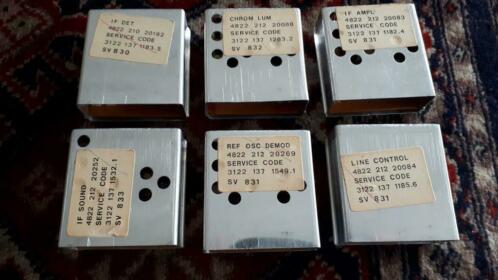 IF DET
4822 212 20182
SERVICE CODE
3122 137 1183.5
SV 830
CHROM LUM
4822 212 20088
SERVICE CODE
3122 137 1283.2
SV 832
IF AMPL
4822 212 20083
SERVICE CODE
3122 137 1182.4
SV 831
IF SOUND
4822 212 20252
SERVICE CODE
3122 137 1532.1
SV 833
REF OSC DEMOD
4822 212 20269
SERVICE CODE
3122 137 1549.1
SV 831
LINE CONTROL
4822 212 20084
SERVICE CODE
3122 137 1185.6
SV 831